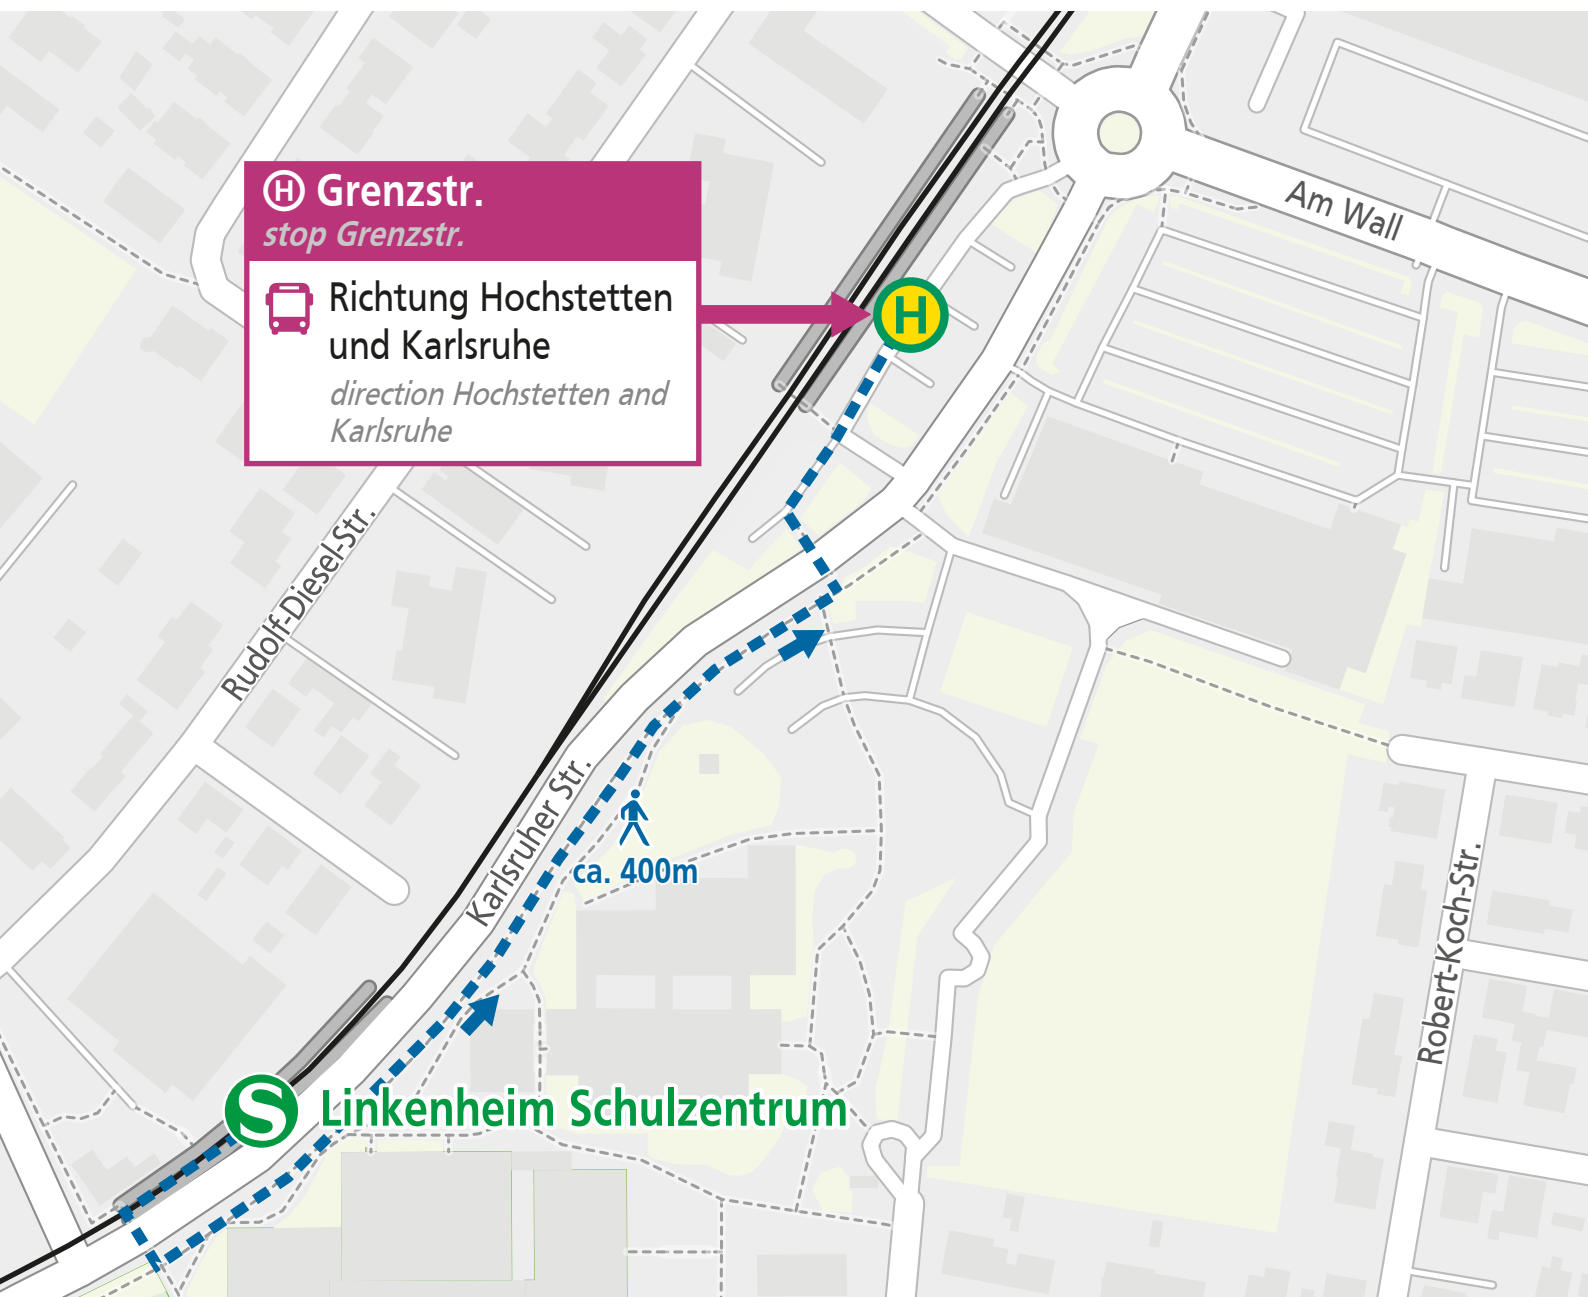 H Grenzstr.
stop Grenzstr.
Richtung Hochstetten
und Karlsruhe
direction Hochstetten and
Karlsruhe
H
Am Wall
Rudolf-Diesel-Str.
Karlsruher Str.
ca. 400m
Robert-Koch-Str.
S Linkenheim Schulzentrum